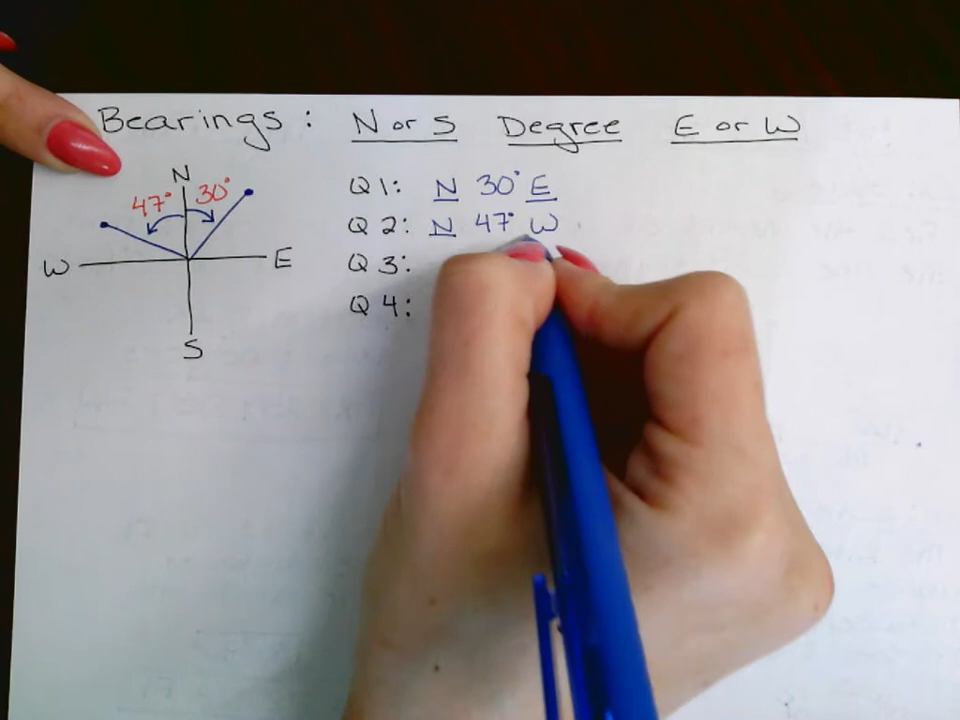 Bearings: N or S Degree E or W
N
47° 30°
W E
S
Q1: N 30° E
Q2: N 47° W
Q3:
Q4: